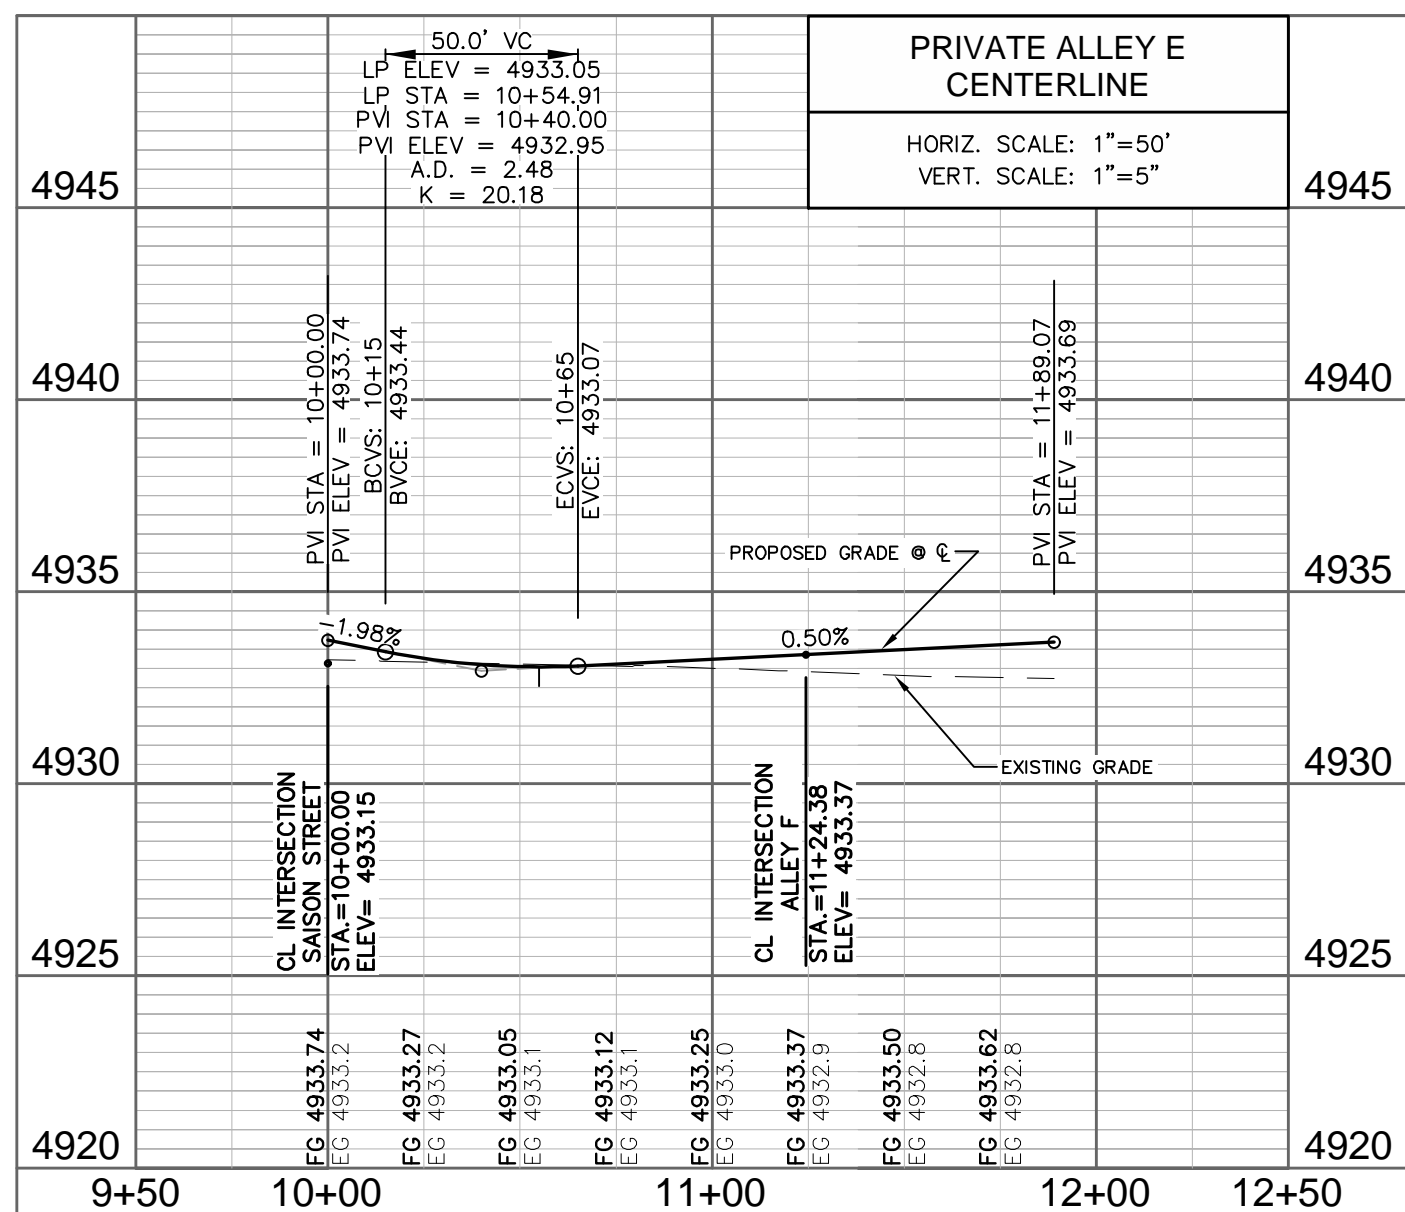 PRIVATE ALLEY E
CENTERLINE
HORIZ. SCALE: 1"=50'
VERT. SCALE: 1"=5"
50.0' VC
LP ELEV = 4933.05
LP STA = 10+54.91
PVI STA = 10+40.00
PVI ELEV = 4932.95
A.D. = 2.48
K = 20.18
4945
4945
4940
4940
4935
4935
4930
4930
4925
4925
4920
4920
PVI STA = 10+00.00
PVI ELEV = 4933.74
BCVS: 10+15
BVCE: 4933.44
ECVS: 10+65
EVCE: 4933.07
PVI STA = 11+89.07
PVI ELEV = 4933.69
PROPOSED GRADE @ ℄
-1.98%
0.50%
EXISTING GRADE
CL INTERSECTION
SAISON STREET
STA.=10+00.00
ELEV= 4933.15
CL INTERSECTION
ALLEY F
STA.=11+24.38
ELEV= 4933.37
FG 4933.74
EG 4933.2
FG 4933.27
EG 4933.2
FG 4933.05
EG 4933.1
FG 4933.12
EG 4933.1
FG 4933.25
EG 4933.0
FG 4933.37
EG 4932.9
FG 4933.50
EG 4932.8
FG 4933.62
EG 4932.8
9+50 10+00 11+00 12+00 12+50